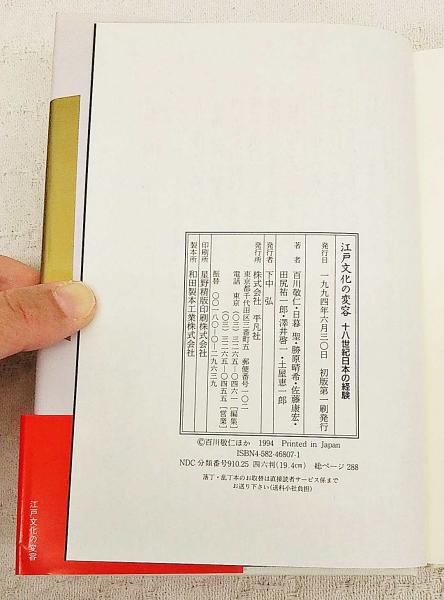 江戸文化の変容 十八世紀日本の経験
発行日 一九九四年六月三〇日 初版第一刷発行
著者 百川敬仁・日暮 聖・勝原晴希・佐藤康宏・
田尻祐一郎・澤井啓一・土屋恵一郎
発行者 下中 弘
発行所 株式会社 平凡社
東京都千代田区三番町五 郵便番号一〇二
電話 東京(〇三)三二六五―〇四六一[編集]
(〇三)三二六五―〇四五五[営業]
振替 〇〇一八〇―〇―二九六三九
印刷所 星野精版印刷株式会社
製本所 和田製本工業株式会社
©百川敬仁ほか 1994 Printed in Japan
ISBN4-582-46807-1
NDC 分類番号910.25 四六判(19.4cm) 総ページ 288
落丁・乱丁本のお取替は直接読者サービス係まで
お送り下さい(送料小社負担)
江戸文化の変容